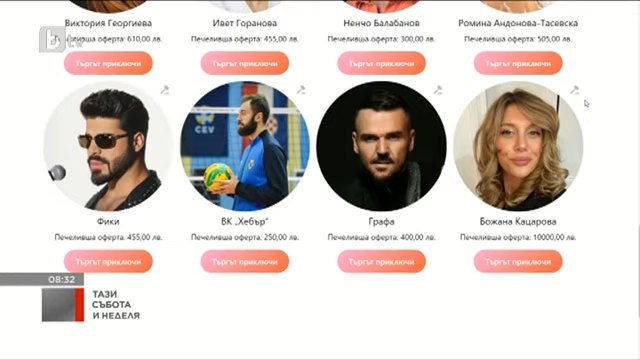 bTV
Виктория Георгиева
Ивет Горанова
Ненчо Балабанов
Ромина Андонова-Тасевска
Печеливша оферта: 610,00 лв.
Печеливша оферта: 455,00 лв.
Печеливша оферта: 300,00 лв.
Печеливша оферта: 505,00 лв.
Търгът приключи
Търгът приключи
Търгът приключи
Търгът приключи
CEV
Фики
ВК „Хебър“
Графа
Божана Кацарова
Печеливша оферта: 455,00 лв.
Печеливша оферта: 250,00 лв.
Печеливша оферта: 400,00 лв.
Печеливша оферта: 10000,00 лв.
Търгът приключи
Търгът приключи
Търгът приключи
Търгът приключи
08:32
ТАЗИ
СЪБОТА
И НЕДЕЛЯ